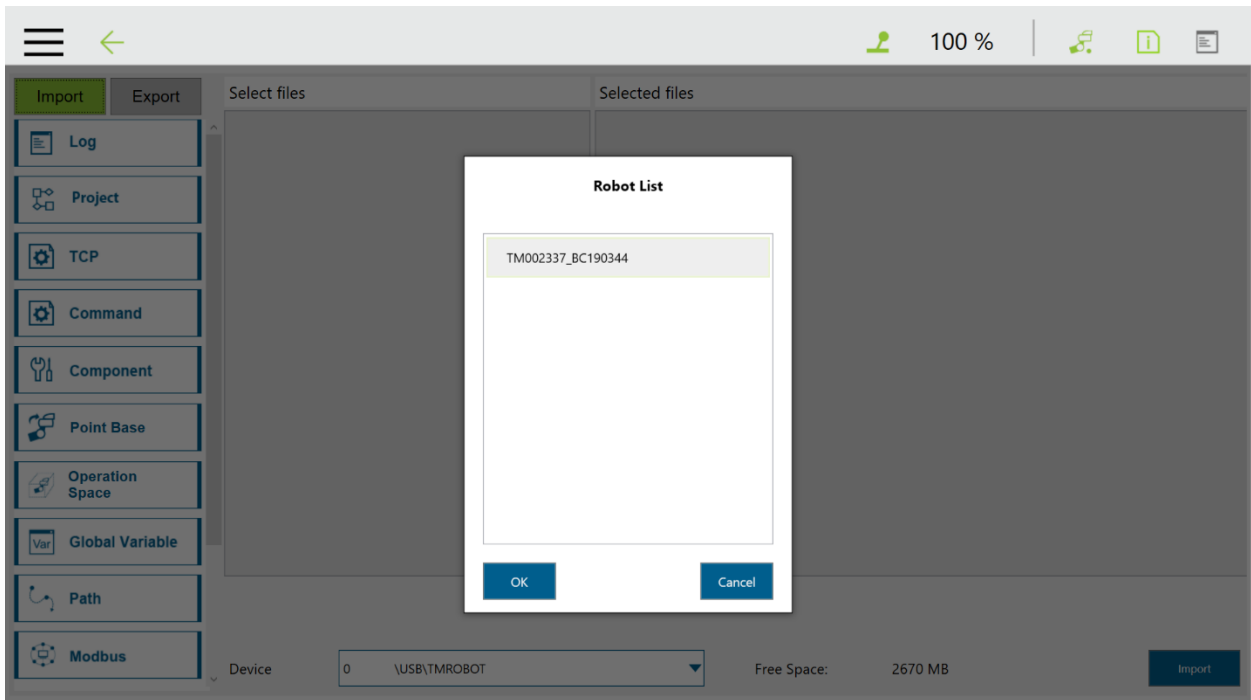 100 %
Import
Export
Select files
Selected files
Log
Project
TCP
Command
Component
Point Base
Operation
Space
Var
Global Variable
Path
Modbus
Robot List
TM002337_BC190344
OK
Cancel
Device
0 \USB\TMROBOT
Free Space:
2670 MB
Import